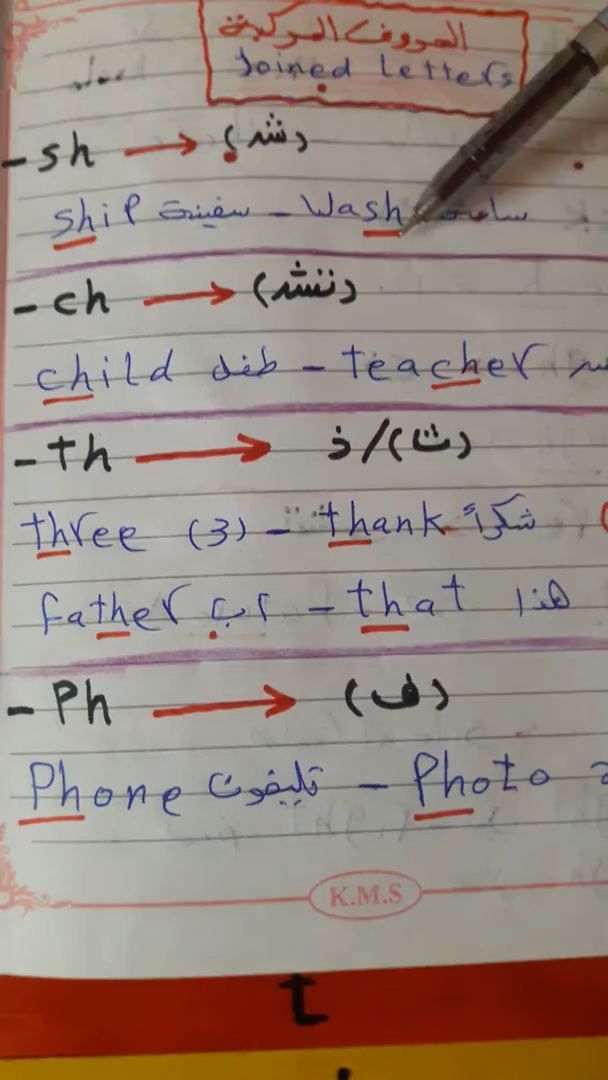 الحروف المركبة
Joined Letters
- sh → (ش)
ship سفينة - Wash
- ch → (تش)
child طفل - teacher
- Th → ذ/(ث)
three (3) - thank شكراً
father أب - that هذا
- Ph → (ف)
Phone تليفون - Photo
K.M.S
t